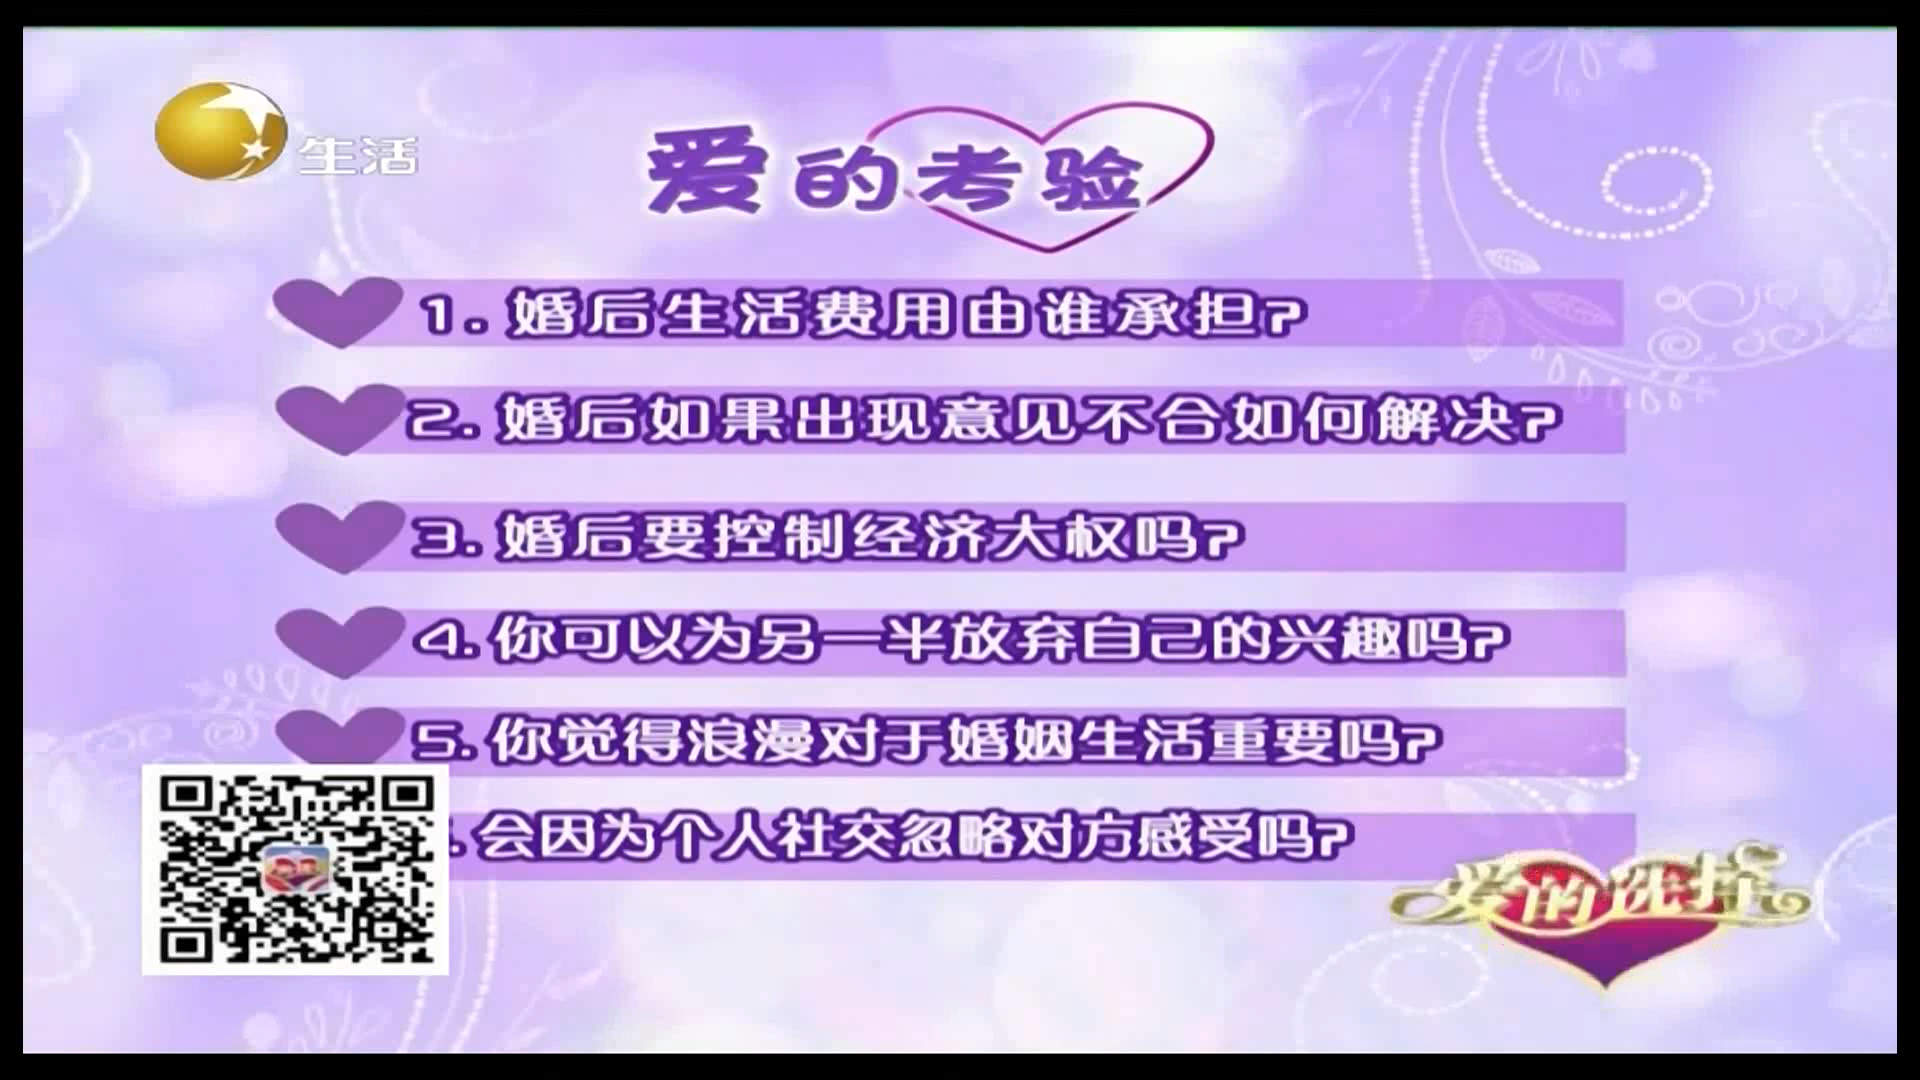 生活
爱的考验
1.婚后生活费用由谁承担?
2.婚后如果出现意见不合如何解决?
3.婚后要控制经济大权吗?
4.你可以为另一半放弃自己的兴趣吗?
5.你觉得浪漫对于婚姻生活重要吗?
.会因为个人社交忽略对方感受吗?
爱的选择